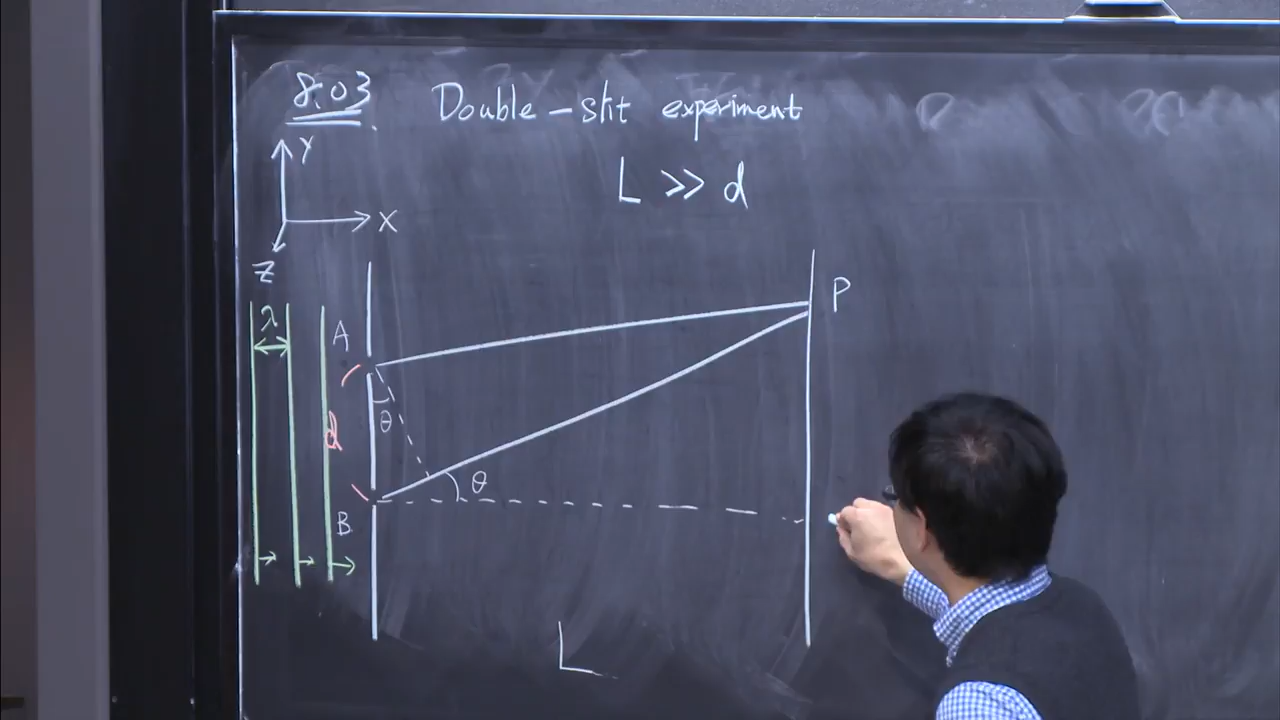 8.03 Double-slit experiment
L >> d
Y
X
Z
λ
P
A
θ
d
θ
B
L